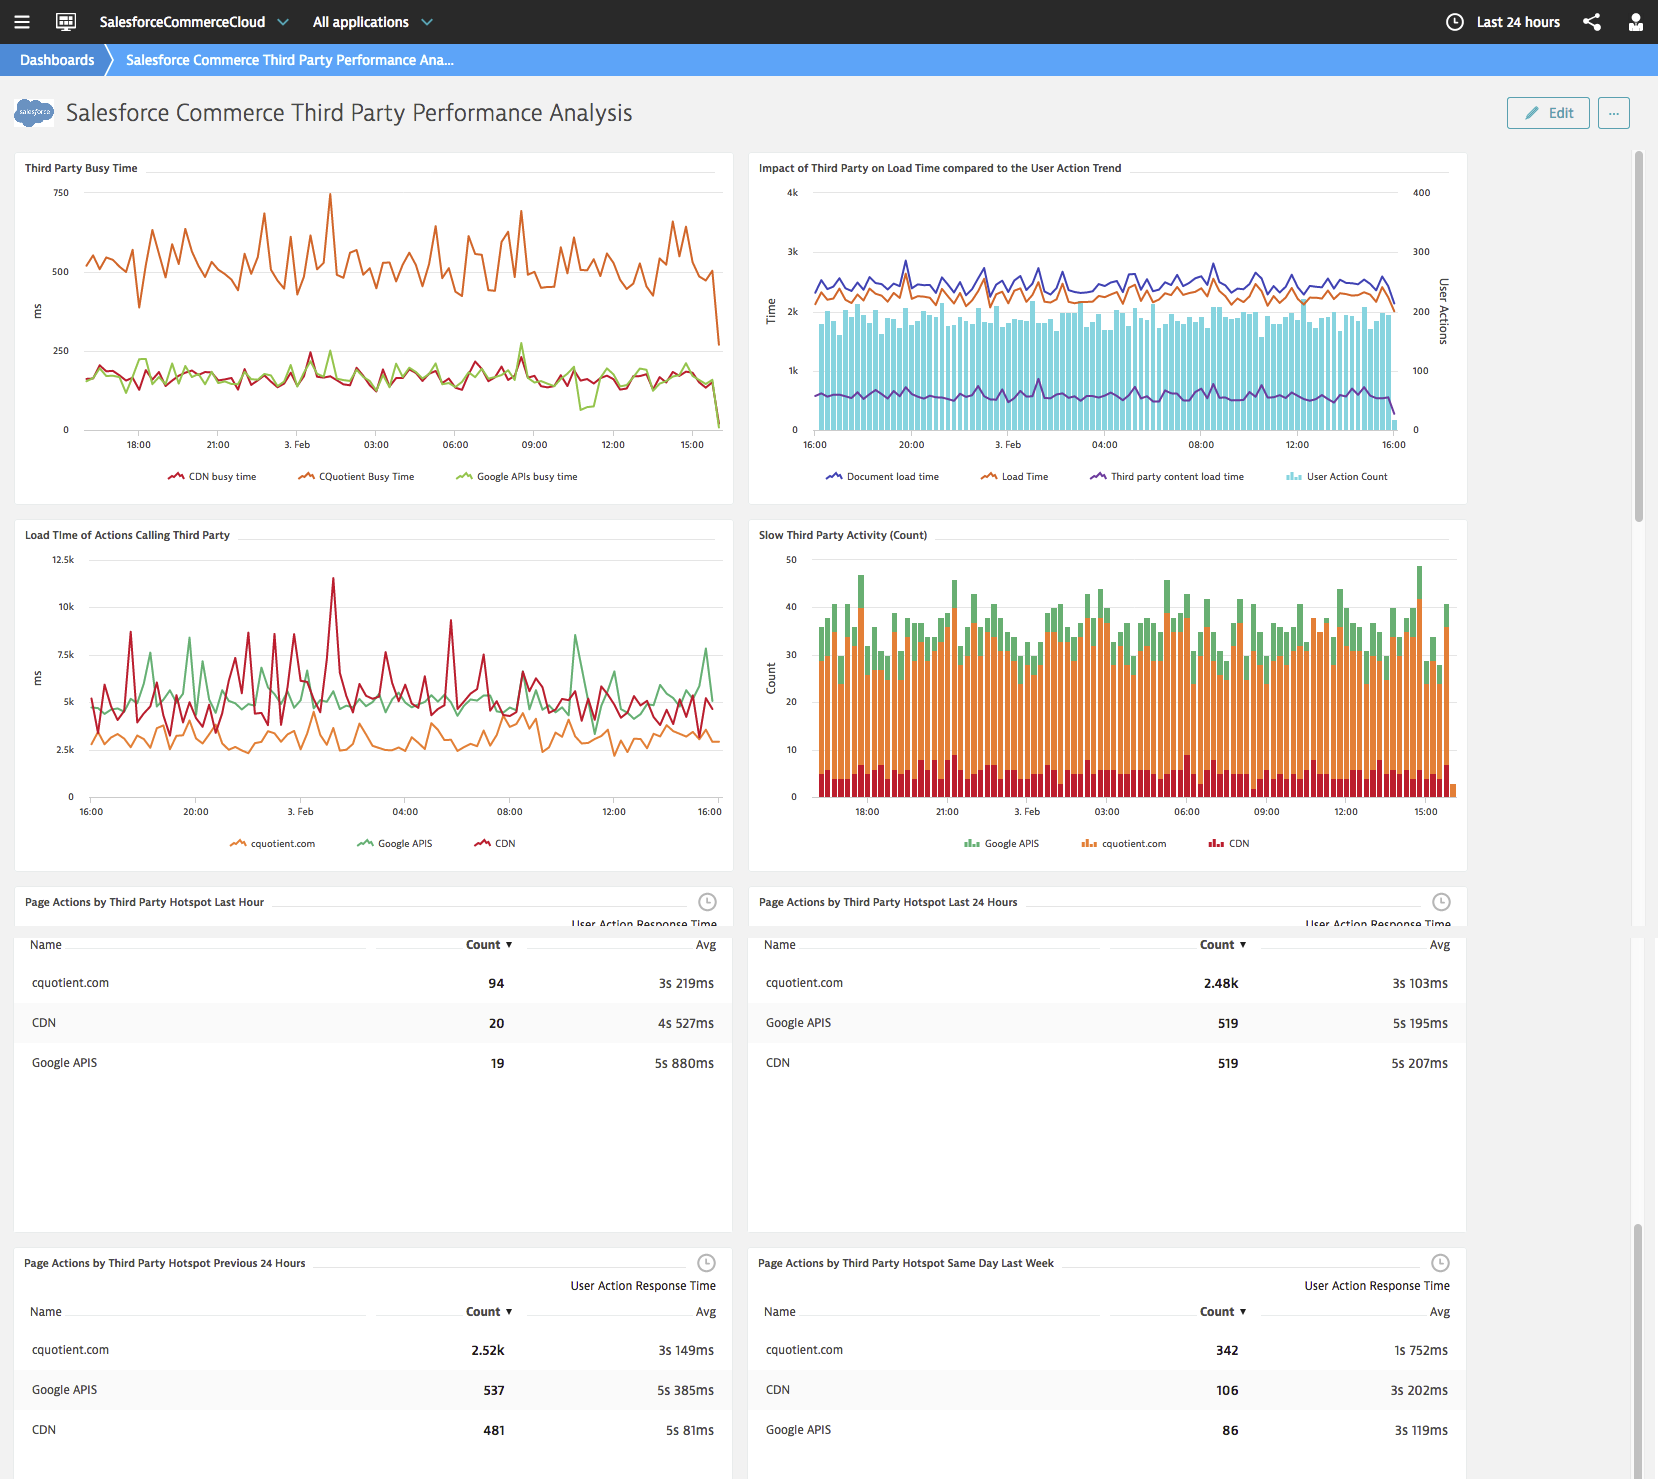 SalesforceCommerceCloud All applications Last 24 hours
Dashboards Salesforce Commerce Third Party Performance Ana...
salesforce Salesforce Commerce Third Party Performance Analysis Edit ...
Third Party Busy Time
750
500
ms
250
0
18:00 21:00 3. Feb 03:00 06:00 09:00 12:00 15:00
CDN busy time CQuotient Busy Time Google APIs busy time
Impact of Third Party on Load Time compared to the User Action Trend
4k 400
3k 300
Time 2k 200 User Actions
1k 100
0 0
16:00 20:00 3. Feb 04:00 08:00 12:00 16:00
Document load time Load Time Third party content load time User Action Count
Load TIme of Actions Calling Third Party
12.5k
10k
7.5k
ms
5k
2.5k
0
16:00 20:00 3. Feb 04:00 08:00 12:00 16:00
cquotient.com Google APIS CDN
Slow Third Party Activity (Count)
50
40
30
Count
20
10
0
18:00 21:00 3. Feb 03:00 06:00 09:00 12:00 15:00
Google APIS cquotient.com CDN
Page Actions by Third Party Hotspot Last Hour
User Action Response Time
Name Count ▼ Avg
cquotient.com 94 3s 219ms
CDN 20 4s 527ms
Google APIS 19 5s 880ms
Page Actions by Third Party Hotspot Last 24 Hours
User Action Response Time
Name Count ▼ Avg
cquotient.com 2.48k 3s 103ms
Google APIS 519 5s 195ms
CDN 519 5s 207ms
Page Actions by Third Party Hotspot Previous 24 Hours
User Action Response Time
Name Count ▼ Avg
cquotient.com 2.52k 3s 149ms
Google APIS 537 5s 385ms
CDN 481 5s 81ms
Page Actions by Third Party Hotspot Same Day Last Week
User Action Response Time
Name Count ▼ Avg
cquotient.com 342 1s 752ms
CDN 106 3s 202ms
Google APIS 86 3s 119ms